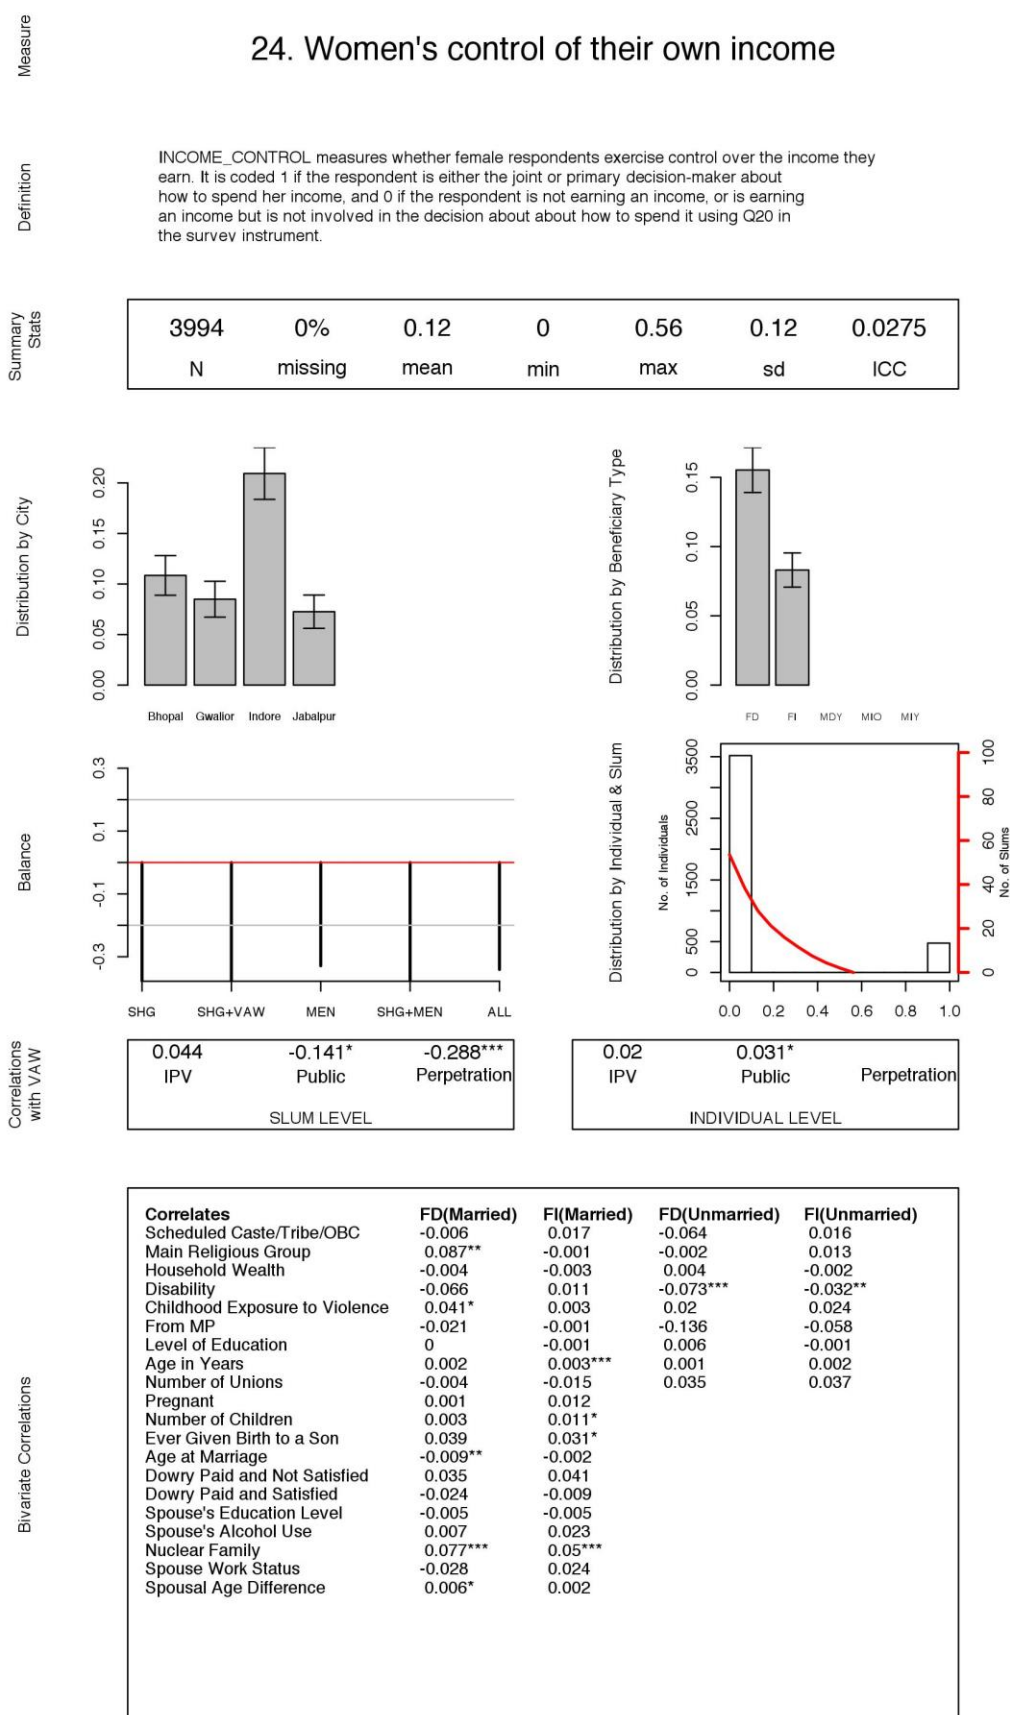 Measure
24. Women's control of their own income
Definition
INCOME_CONTROL measures whether female respondents exercise control over the income they
earn. It is coded 1 if the respondent is either the joint or primary decision-maker about
how to spend her income, and 0 if the respondent is not earning an income, or is earning
an income but is not involved in the decision about about how to spend it using Q20 in
the survey instrument.
Summary
Stats
3994 0% 0.12 0 0.56 0.12 0.0275
N missing mean min max sd ICC
Distribution by City
0.20
0.15
0.10
0.05
0.00
Bhopal Gwalior Indore Jabalpur
Distribution by Beneficiary Type
0.15
0.10
0.05
0.00
FD FI MDY MIO MIY
Balance
0.3
0.1
-0.1
-0.3
SHG SHG+VAW MEN SHG+MEN ALL
Distribution by Individual & Slum
No. of Individuals
3500
2500
1500
500
0
0.0 0.2 0.4 0.6 0.8 1.0
100
80
60
40
20
0
No. of Slums
Correlations
with VAW
0.044 -0.141* -0.288***
IPV Public Perpetration
SLUM LEVEL
0.02 0.031*
IPV Public Perpetration
INDIVIDUAL LEVEL
Bivariate Correlations
Correlates FD(Married) FI(Married) FD(Unmarried) FI(Unmarried)
Scheduled Caste/Tribe/OBC -0.006 0.017 -0.064 0.016
Main Religious Group 0.087** -0.001 -0.002 0.013
Household Wealth -0.004 -0.003 0.004 -0.002
Disability -0.066 0.011 -0.073*** -0.032**
Childhood Exposure to Violence 0.041* 0.003 0.02 0.024
From MP -0.021 -0.001 -0.136 -0.058
Level of Education 0 -0.001 0.006 -0.001
Age in Years 0.002 0.003*** 0.001 0.002
Number of Unions -0.004 -0.015 0.035 0.037
Pregnant 0.001 0.012
Number of Children 0.003 0.011*
Ever Given Birth to a Son 0.039 0.031*
Age at Marriage -0.009** -0.002
Dowry Paid and Not Satisfied 0.035 0.041
Dowry Paid and Satisfied -0.024 -0.009
Spouse's Education Level -0.005 -0.005
Spouse's Alcohol Use 0.007 0.023
Nuclear Family 0.077*** 0.05***
Spouse Work Status -0.028 0.024
Spousal Age Difference 0.006* 0.002